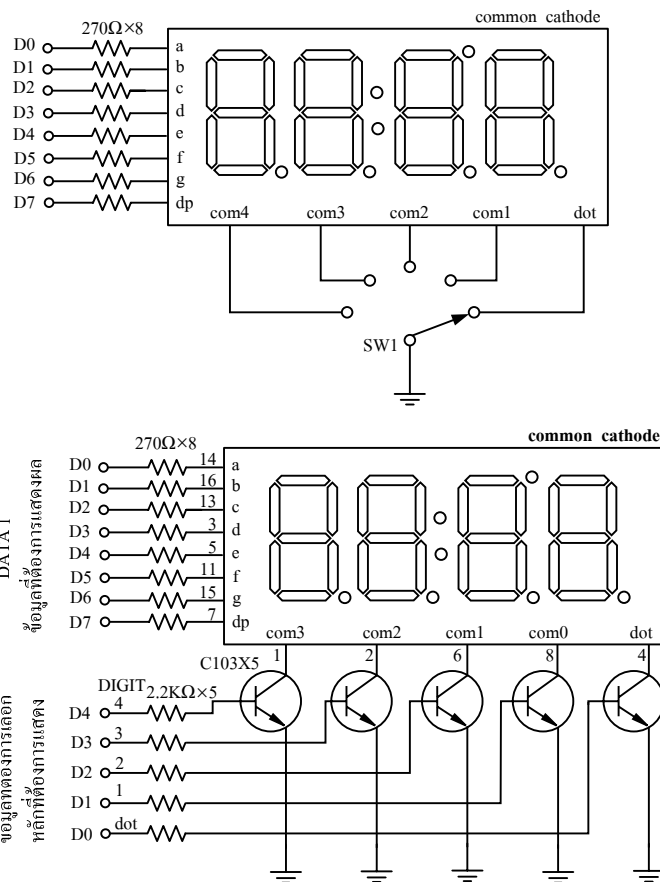 common cathode
270Ω×8
D0 a
D1 b
D2 c
D3 d
D4 e
D5 f
D6 g
D7 dp
com4 com3 com2 com1 dot
SW1
common cathode
270Ω×8
D0 14 a
D1 16 b
D2 13 c
D3 3 d
D4 5 e
D5 11 f
D6 15 g
D7 7 dp
DATA 1
ข้อมูลที่ต้องการแสดงผล
com3 com2 com1 com0 dot
1 2 6 8 4
C103X5
DIGIT 2.2KΩ×5
D4 4
D3 3
D2 2
D1 1
D0 dot
ข้อมูลที่ต้องการเลือก
หลักที่ต้องการแสดง